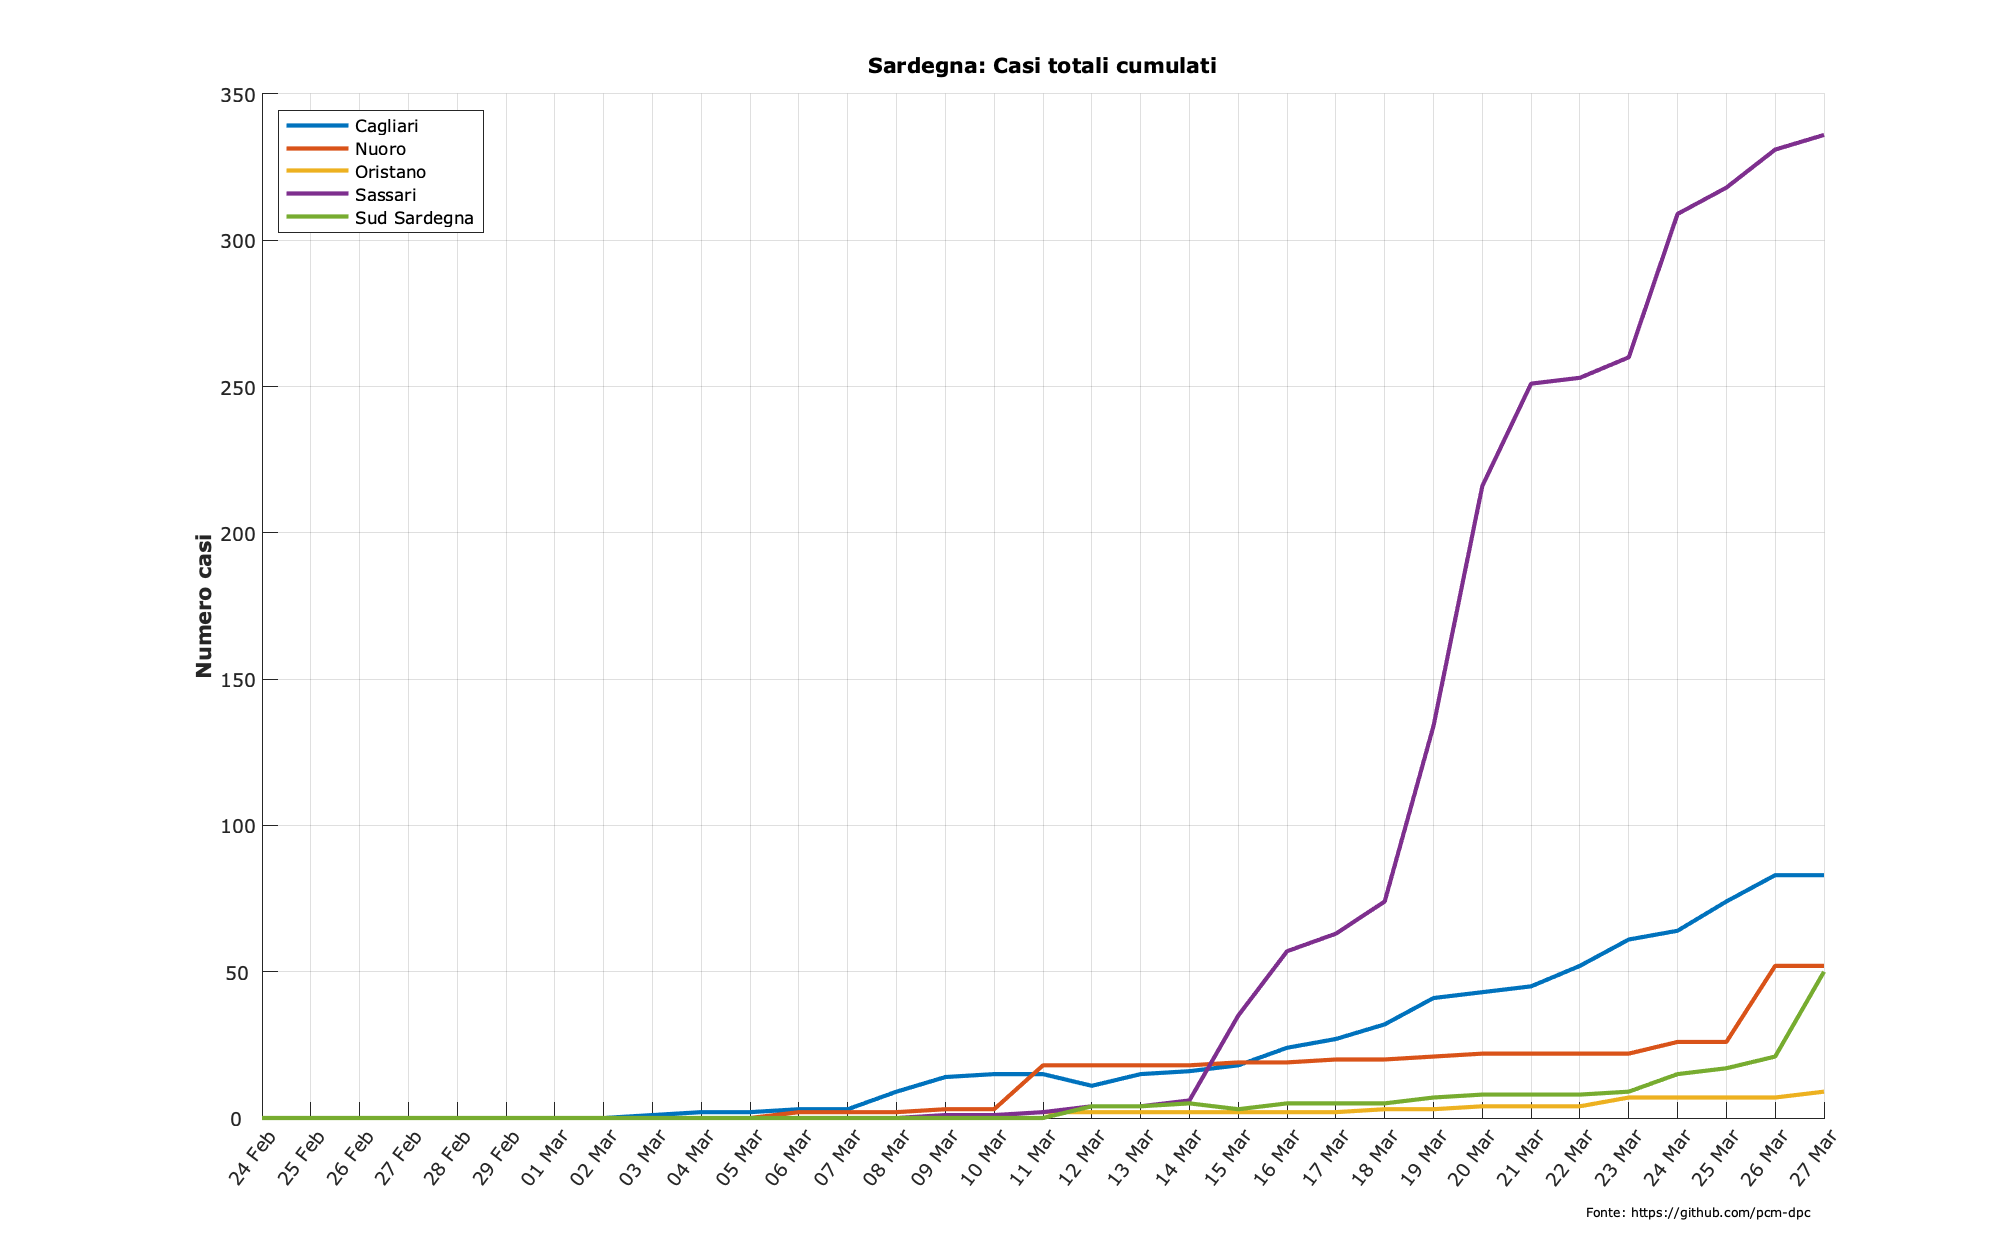 Sardegna: Casi totali cumulati
350
300
250
200
150
100
50
0
Numero casi
Cagliari
Nuoro
Oristano
Sassari
Sud Sardegna
24 Feb
25 Feb
26 Feb
27 Feb
28 Feb
29 Feb
01 Mar
02 Mar
03 Mar
04 Mar
05 Mar
06 Mar
07 Mar
08 Mar
09 Mar
10 Mar
11 Mar
12 Mar
13 Mar
14 Mar
15 Mar
16 Mar
17 Mar
18 Mar
19 Mar
20 Mar
21 Mar
22 Mar
23 Mar
24 Mar
25 Mar
26 Mar
27 Mar
Fonte: https://github.com/pcm-dpc